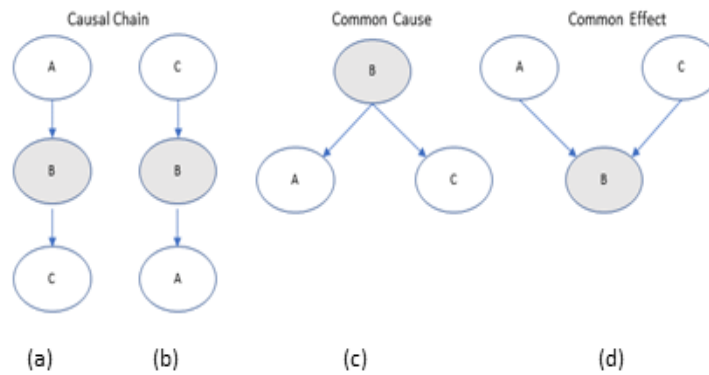 Causal Chain Common Cause Common Effect
A C B A C
B B A C B
C A
(a) (b) (c) (d)